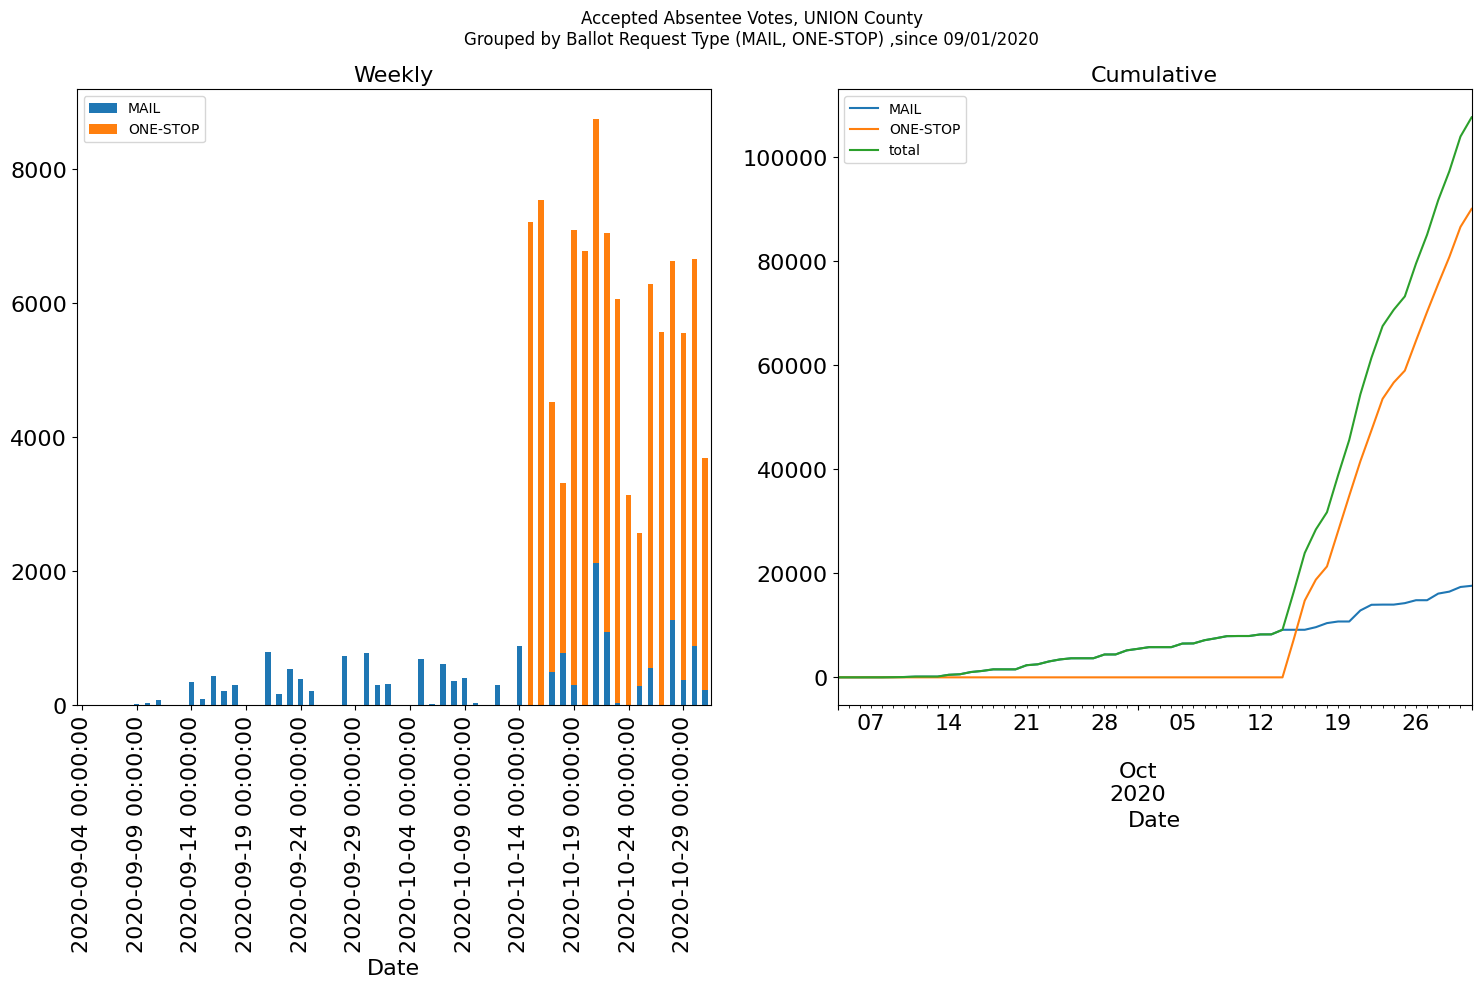 Accepted Absentee Votes, UNION County
Grouped by Ballot Request Type (MAIL, ONE-STOP) ,since 09/01/2020
Weekly
MAIL
ONE-STOP
8000
6000
4000
2000
0
2020-09-04 00:00:00
2020-09-09 00:00:00
2020-09-14 00:00:00
2020-09-19 00:00:00
2020-09-24 00:00:00
2020-09-29 00:00:00
2020-10-04 00:00:00
2020-10-09 00:00:00
2020-10-14 00:00:00
2020-10-19 00:00:00
2020-10-24 00:00:00
2020-10-29 00:00:00
Date
Cumulative
MAIL
ONE-STOP
total
100000
80000
60000
40000
20000
0
07 14 21 28 05 12 19 26
Oct
2020
Date